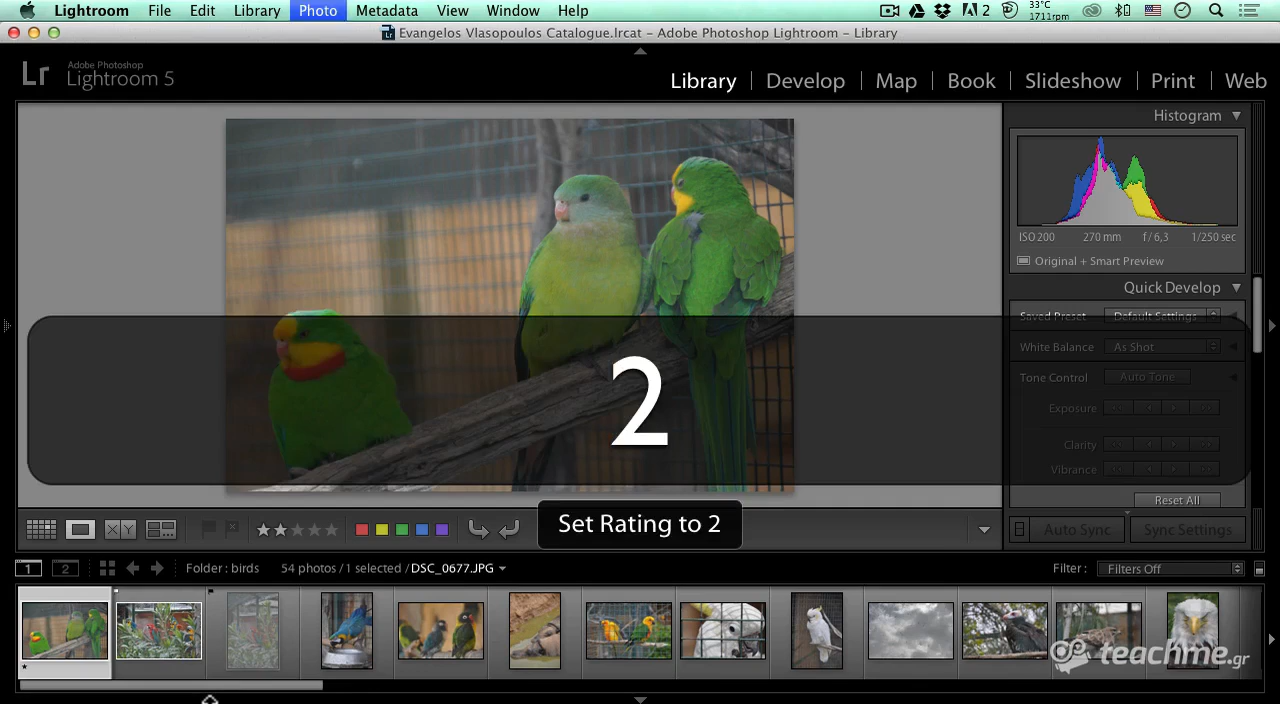 Lightroom File Edit Library Photo Metadata View Window Help 2 33°C 1711rpm
Evangelos Vlasopoulos Catalogue.lrcat – Adobe Photoshop Lightroom – Library
Lr Adobe Photoshop
Lightroom 5
Library Develop Map Book Slideshow Print Web
Histogram
ISO 200 270 mm f / 6,3 1/250 sec
Original + Smart Preview
Quick Develop
Saved Preset Default Settings
White Balance As Shot
Tone Control Auto Tone
Exposure
Clarity
Vibrance
Reset All
2
Set Rating to 2
XY
Auto Sync Sync Settings
1 2 Folder : birds 54 photos / 1 selected / DSC_0677.JPG Filter : Filters Off
teachme.gr